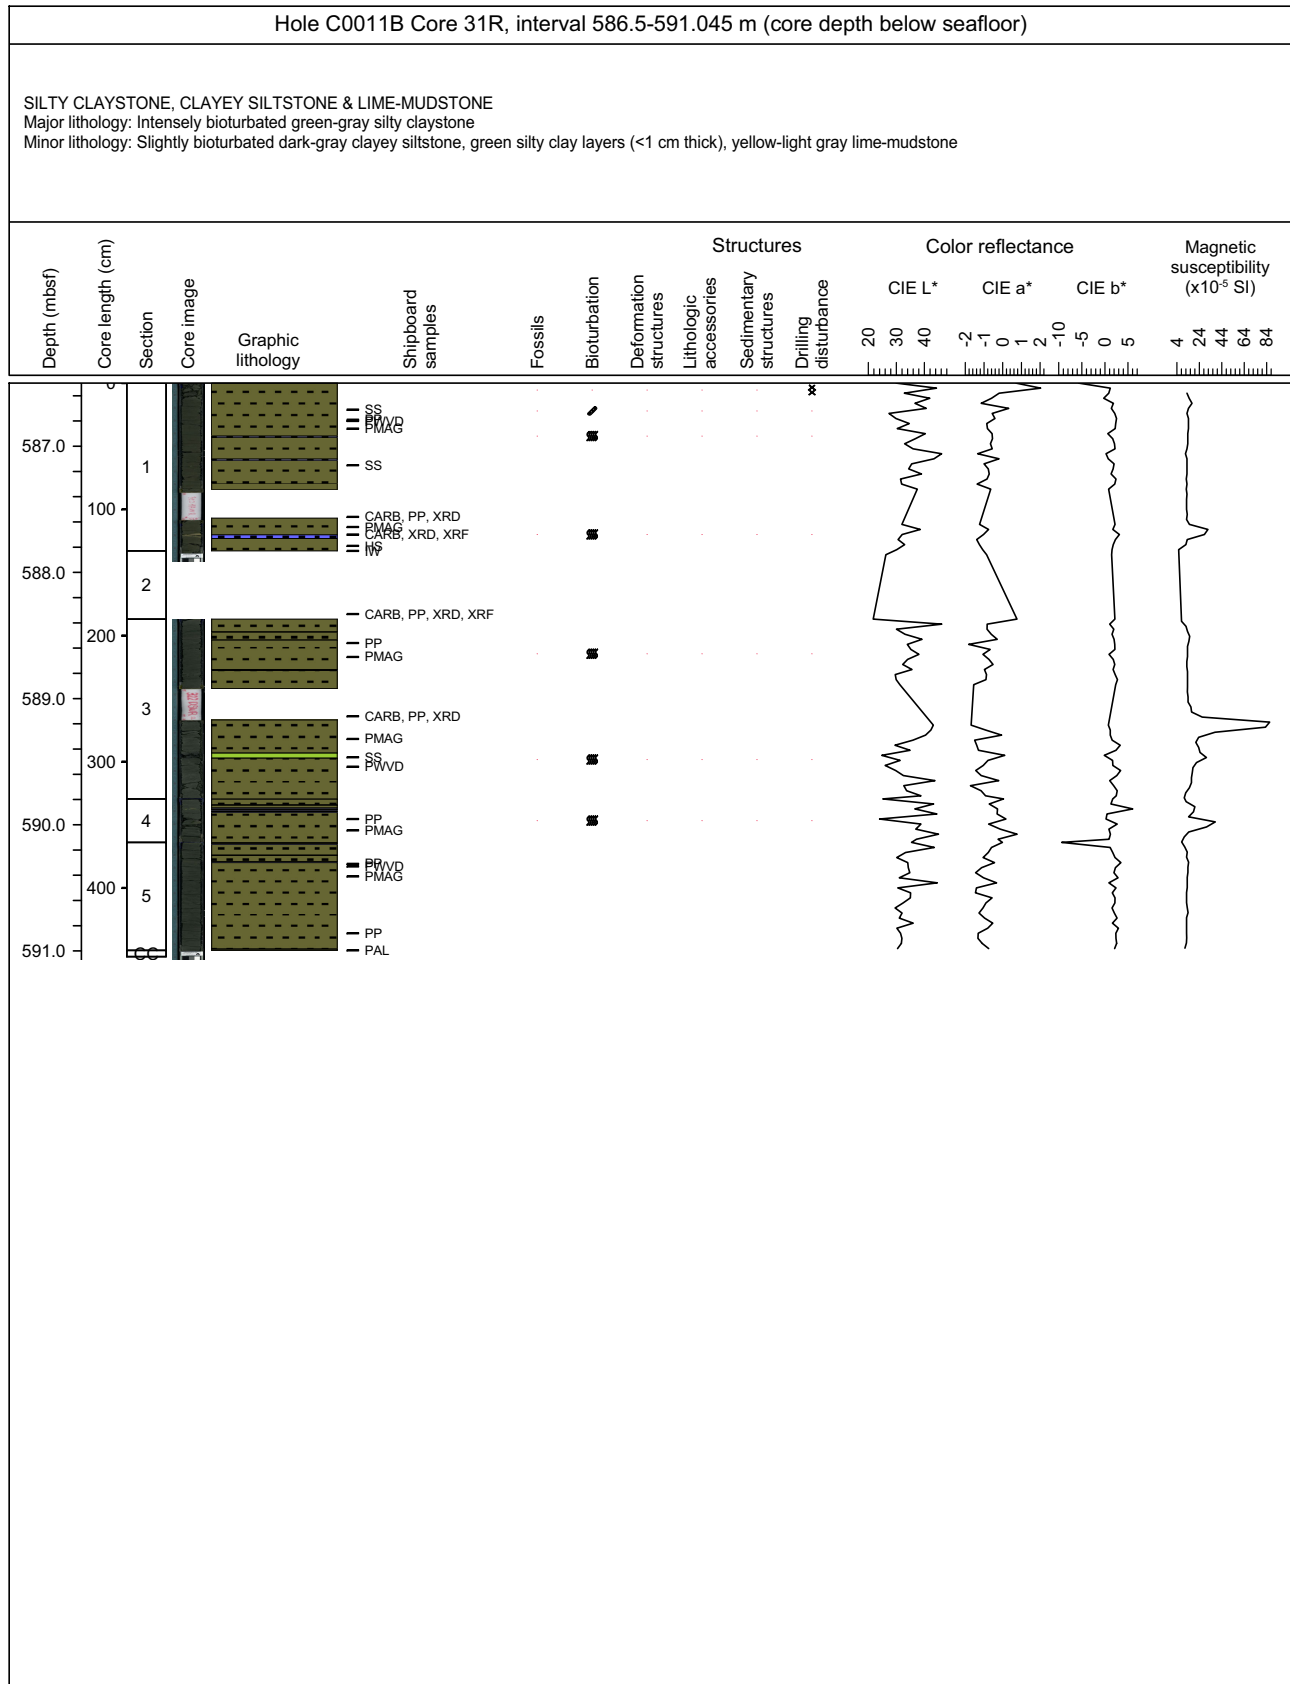 Hole C0011B Core 31R, interval 586.5-591.045 m (core depth below seafloor)
SILTY CLAYSTONE, CLAYEY SILTSTONE & LIME-MUDSTONE
Major lithology: Intensely bioturbated green-gray silty claystone
Minor lithology: Slightly bioturbated dark-gray clayey siltstone, green silty clay layers (<1 cm thick), yellow-light gray lime-mudstone
Depth (mbsf)
Core length (cm)
Section
Core image
Graphic
lithology
Shipboard
samples
Fossils
Bioturbation
Structures
Deformation
structures
Lithologic
accessories
Sedimentary
structures
Drilling
disturbance
Color reflectance
CIE L*
20 30 40
CIE a*
-2 -1 0 1 2
CIE b*
-10 -5 0 5
Magnetic
susceptibility
(x10-5 SI)
4 24 44 64 84
0
SS
PP
PWVD
PMAG
587.0
1
SS
100
CARB, PP, XRD
PMAG
CARB, XRD, XRF
HS
IW
588.0
2
CARB, PP, XRD, XRF
200
PP
PMAG
589.0
3
CARB, PP, XRD
PMAG
300
SS
PWVD
590.0
4
PP
PMAG
PP
PWVD
PMAG
400
5
PP
591.0
CC
PAL